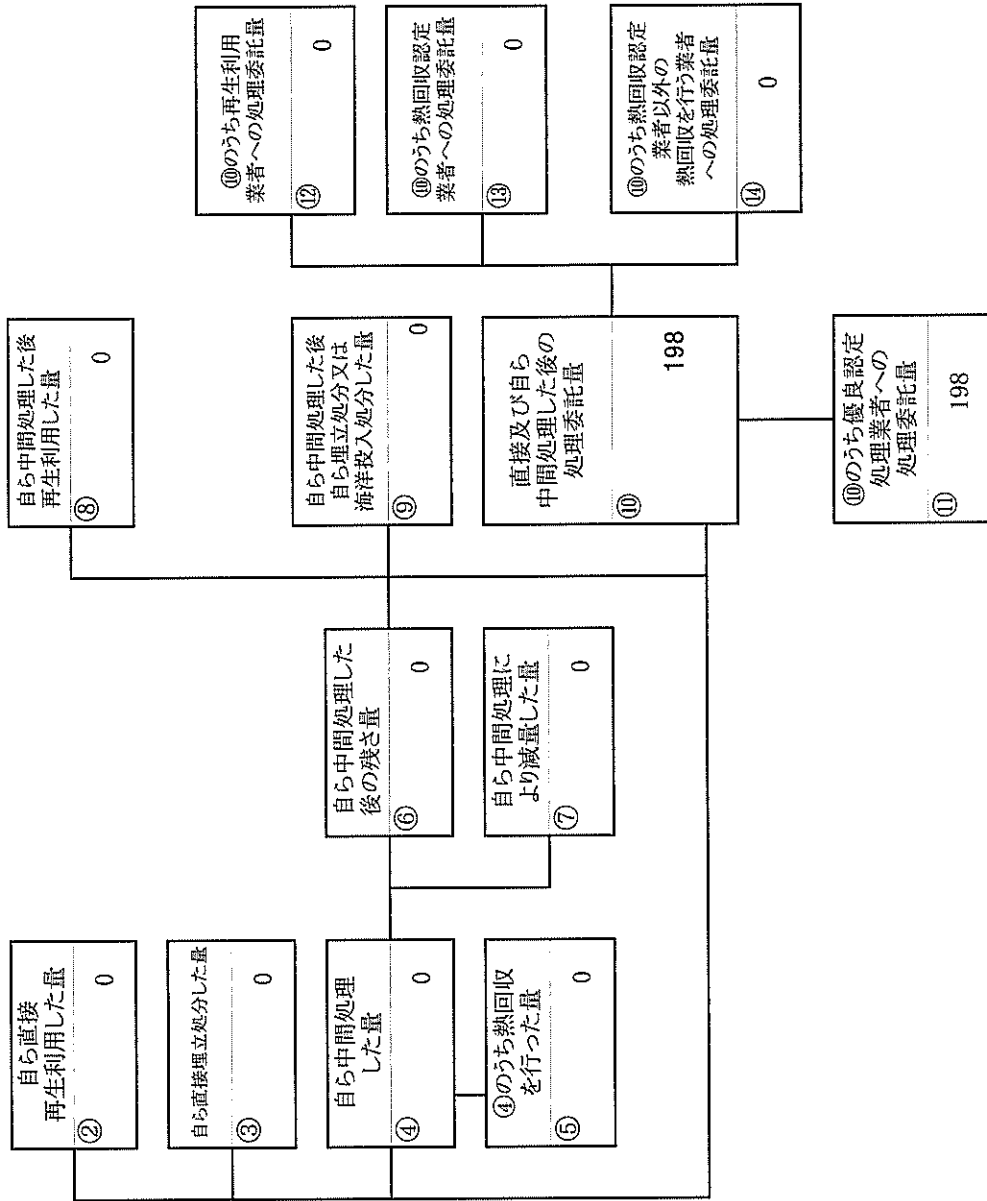 自ら直接
再生利用した量
② 0
自ら直接埋立処分した量
③ 0
自ら中間処理
した量
④ 0
④のうち熱回収
を行った量
⑤ 0
自ら中間処理した
後の残さ量
⑥ 0
自ら中間処理に
より減量した量
⑦ 0
自ら中間処理した後
再生利用した量
⑧ 0
自ら中間処理した後
自ら埋立処分又は
海洋投入処分した量
⑨ 0
直接及び自ら
中間処理した後の
処理委託量
⑩ 198
⑩のうち優良認定
処理業者への
処理委託量
⑪ 198
⑩のうち再生利用
業者への処理委託量
⑫ 0
⑩のうち熱回収認定
業者への処理委託量
⑬ 0
⑩のうち熱回収認定
業者以外の
熱回収を行う業者
への処理委託量
⑭ 0